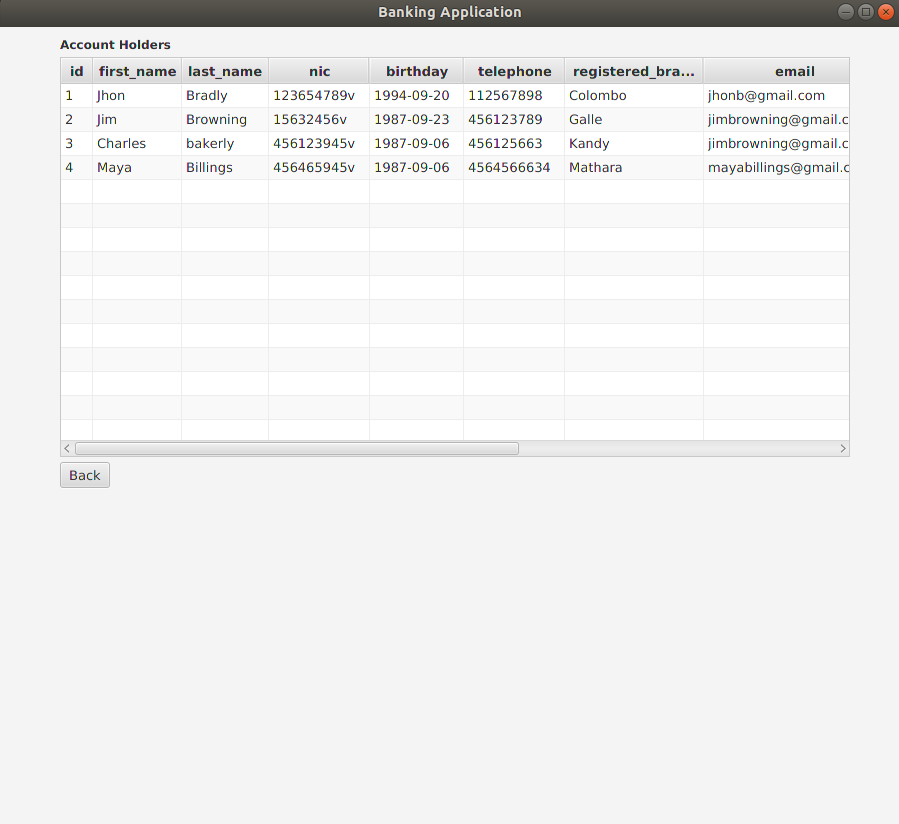 Banking Application
Account Holders
id first_name last_name nic birthday telephone registered_bra... email
1 Jhon Bradly 123654789v 1994-09-20 112567898 Colombo jhonb@gmail.com
2 Jim Browning 15632456v 1987-09-23 456123789 Galle jimbrowning@gmail.c
3 Charles bakerly 456123945v 1987-09-06 456125663 Kandy jimbrowning@gmail.c
4 Maya Billings 456465945v 1987-09-06 4564566634 Mathara mayabillings@gmail.c
Back